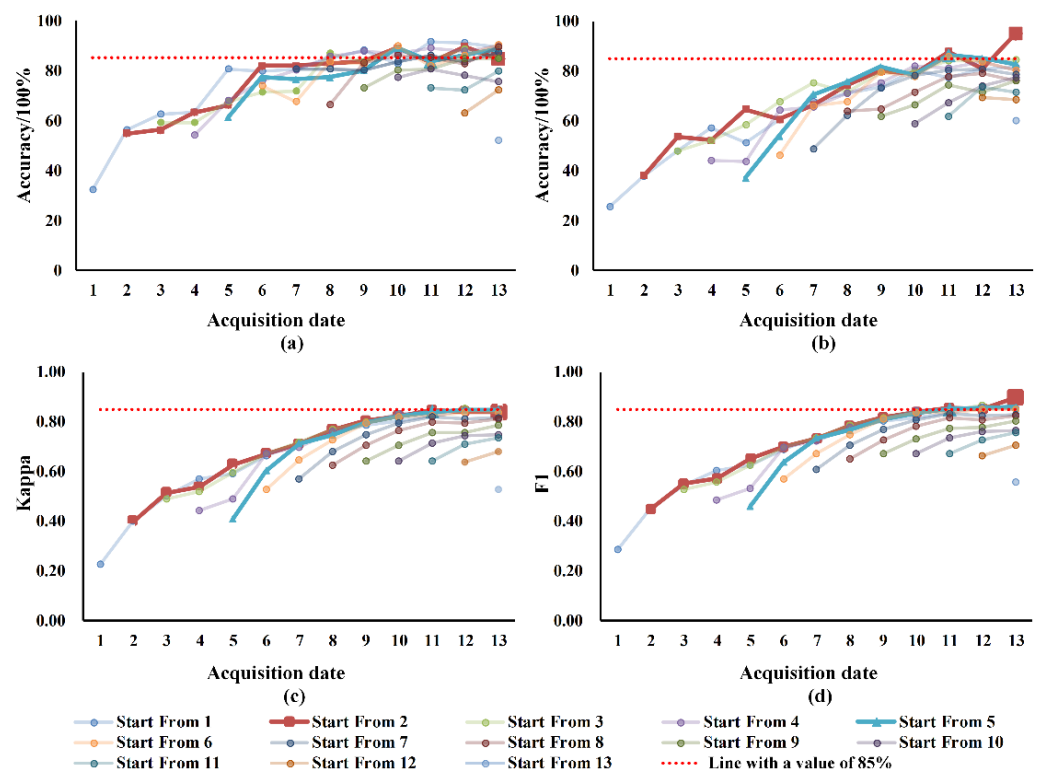 100
80
60
40
20
0
Accuracy/100%
1 2 3 4 5 6 7 8 9 10 11 12 13
Acquisition date
(a)
100
80
60
40
20
0
Accuracy/100%
1 2 3 4 5 6 7 8 9 10 11 12 13
Acquisition date
(b)
1.00
0.80
0.60
0.40
0.20
0.00
Kappa
1 2 3 4 5 6 7 8 9 10 11 12 13
Acquisition date
(c)
1.00
0.80
0.60
0.40
0.20
0.00
F1
1 2 3 4 5 6 7 8 9 10 11 12 13
Acquisition date
(d)
Start From 1 Start From 2 Start From 3 Start From 4 Start From 5
Start From 6 Start From 7 Start From 8 Start From 9 Start From 10
Start From 11 Start From 12 Start From 13 Line with a value of 85%